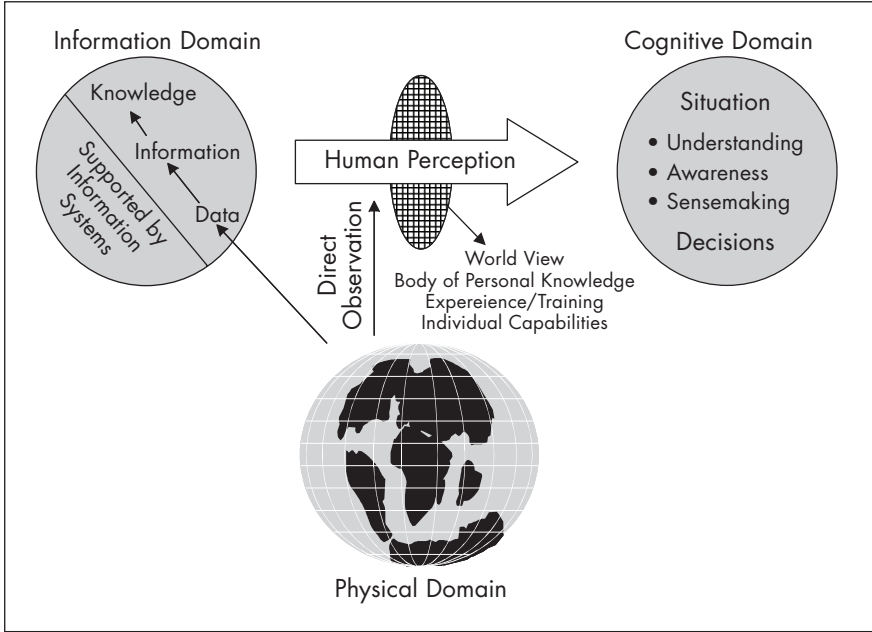 Information Domain
Knowledge
Information
Data
Supported by
Information
Systems
Human Perception
Direct
Observation
World View
Body of Personal Knowledge
Expereience/Training
Individual Capabilities
Cognitive Domain
Situation
• Understanding
• Awareness
• Sensemaking
Decisions
Physical Domain